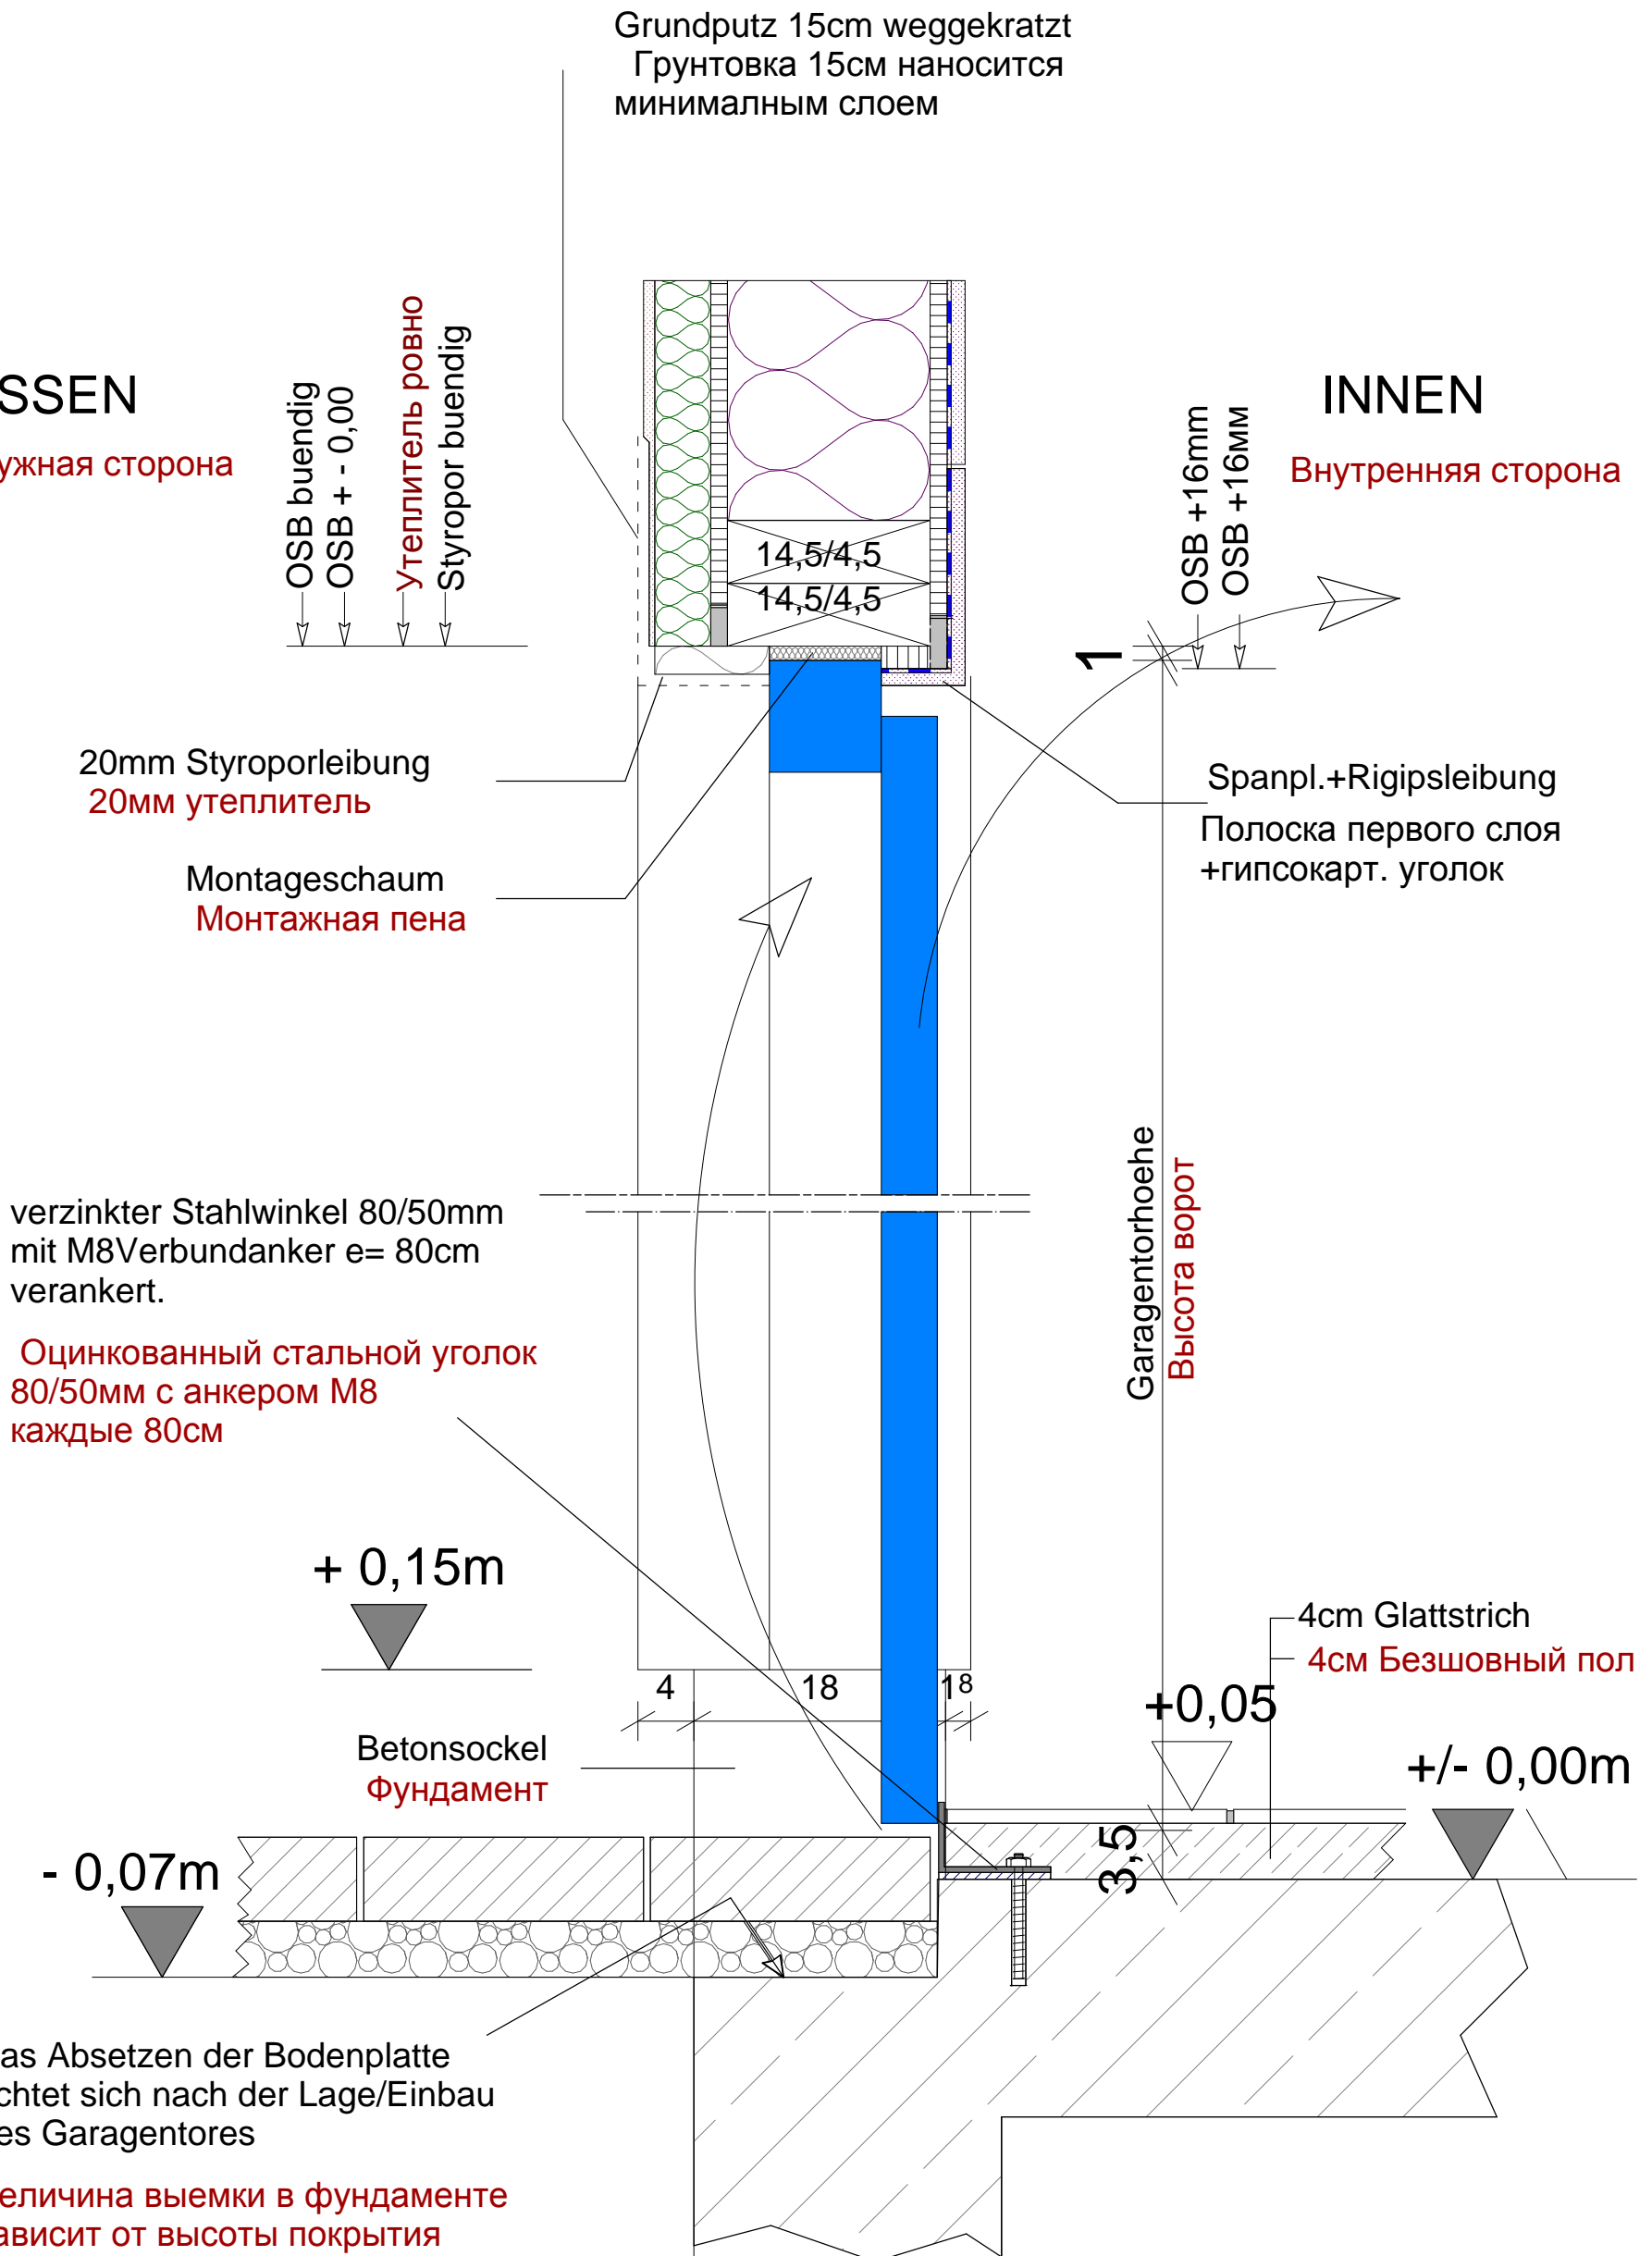 Grundputz 15cm weggekratzt
Грунтовка 15см наносится
минималным слоем
SSEN
ужная сторона
OSB buendig
OSB + - 0,00
Утеплитель ровно
Styropor buendig
INNEN
Внутренняя сторона
OSB +16mm
OSB +16мм
14,5/4,5
14,5/4,5
1
20mm Styroporleibung
20мм утеплитель
Montageschaum
Монтажная пена
Spanpl.+Rigipsleibung
Полоска первого слоя
+гипсокарт. уголок
Garagentorhoehe
Высота ворот
verzinkter Stahlwinkel 80/50mm
mit M8Verbundanker e= 80cm
verankert.
Оцинкованный стальной уголок
80/50мм с анкером М8
каждые 80см
+ 0,15m
4cm Glattstrich
4см Безшовный пол
4
18
18
+0,05
Betonsockel
Фундамент
+/- 0,00m
3,5
- 0,07m
as Absetzen der Bodenplatte
chtet sich nach der Lage/Einbau
es Garagentores
еличина выемки в фундаменте
ависит от высоты покрытия